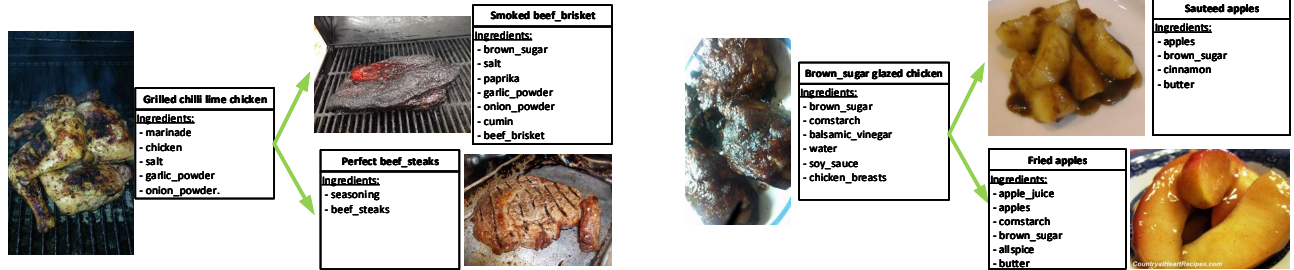 Grilled chilli lime chicken
Ingredients:
- marinade
- chicken
- salt
- garlic_powder
- onion_powder.
Smoked beef_brisket
Ingredients:
- brown_sugar
- salt
- paprika
- garlic_powder
- onion_powder
- cumin
- beef_brisket
Perfect beef_steaks
Ingredients:
- seasoning
- beef_steaks
Brown_sugar glazed chicken
Ingredients:
- brown_sugar
- cornstarch
- balsamic_vinegar
- water
- soy_sauce
- chicken_breasts
Sauteed apples
Ingredients:
- apples
- brown_sugar
- cinnamon
- butter
Fried apples
Ingredients:
- apple_juice
- apples
- cornstarch
- brown_sugar
- allspice
- butter
CountryatHeartRecipes.com